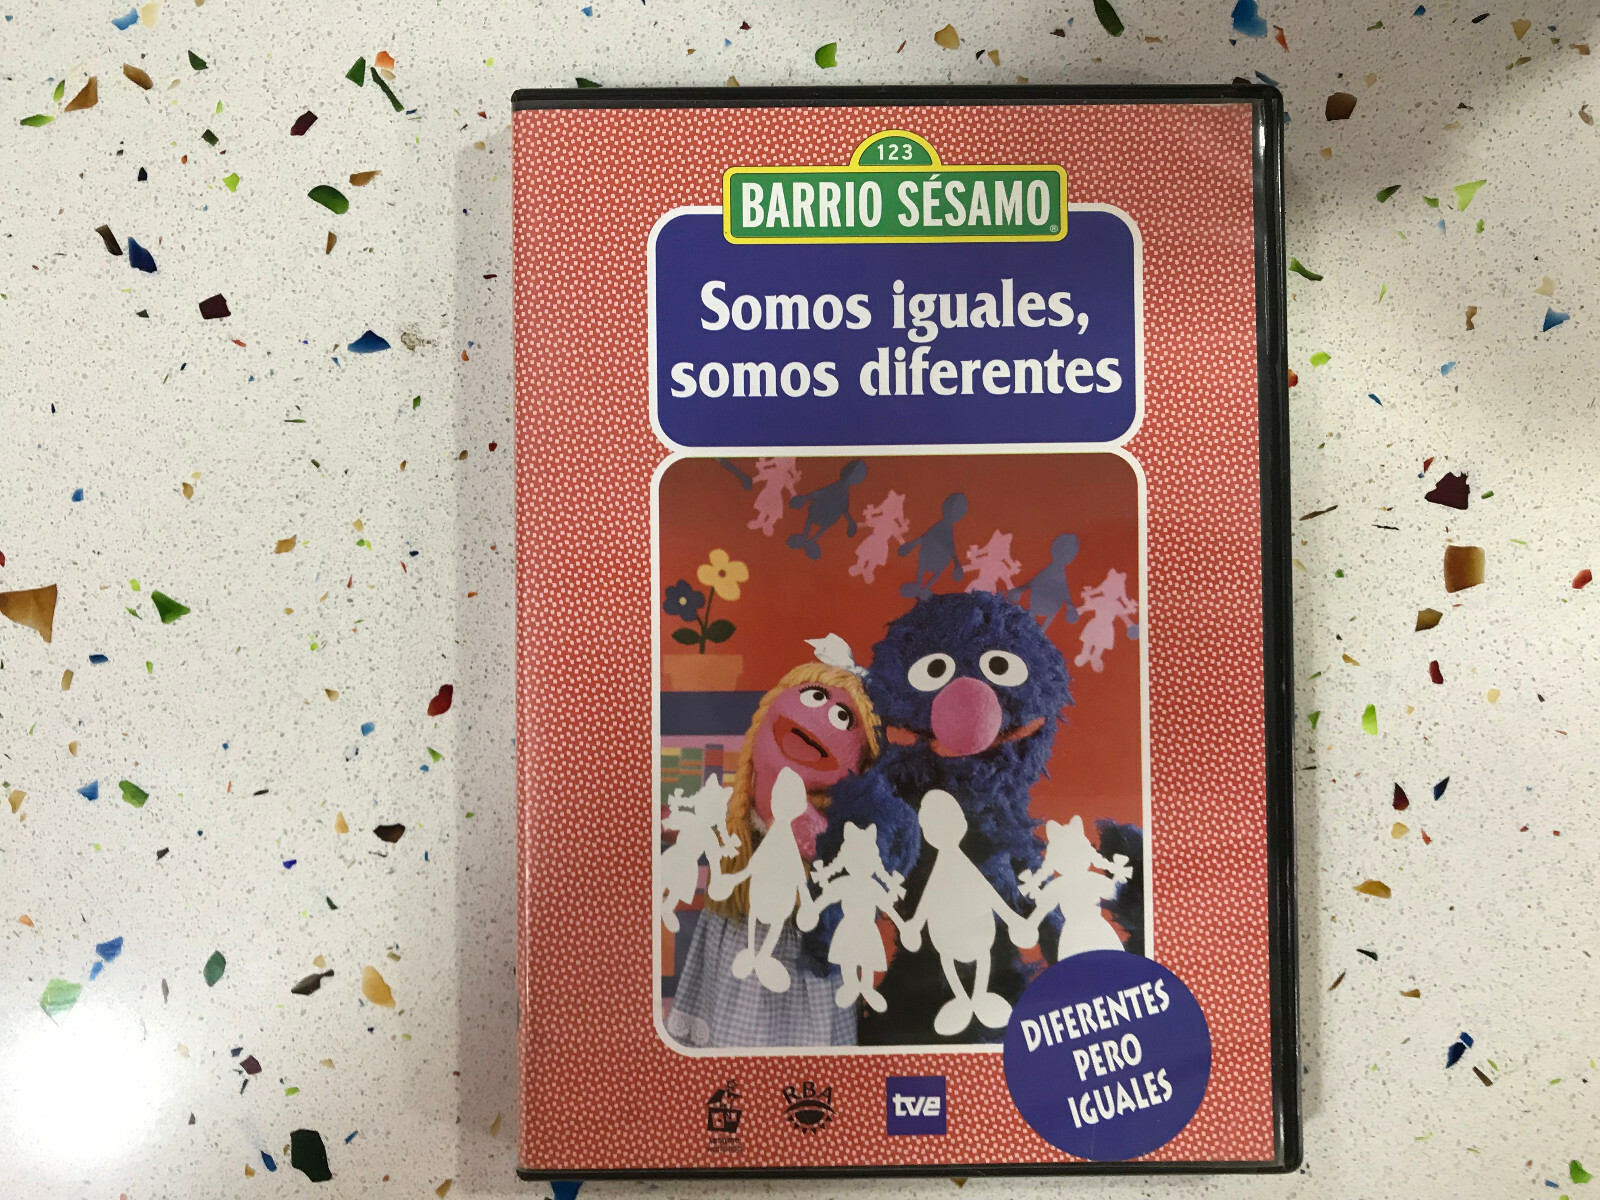 123
BARRIO SÉSAMO
Somos iguales,
somos diferentes
DIFERENTES
PERO
IGUALES
RBA
tve